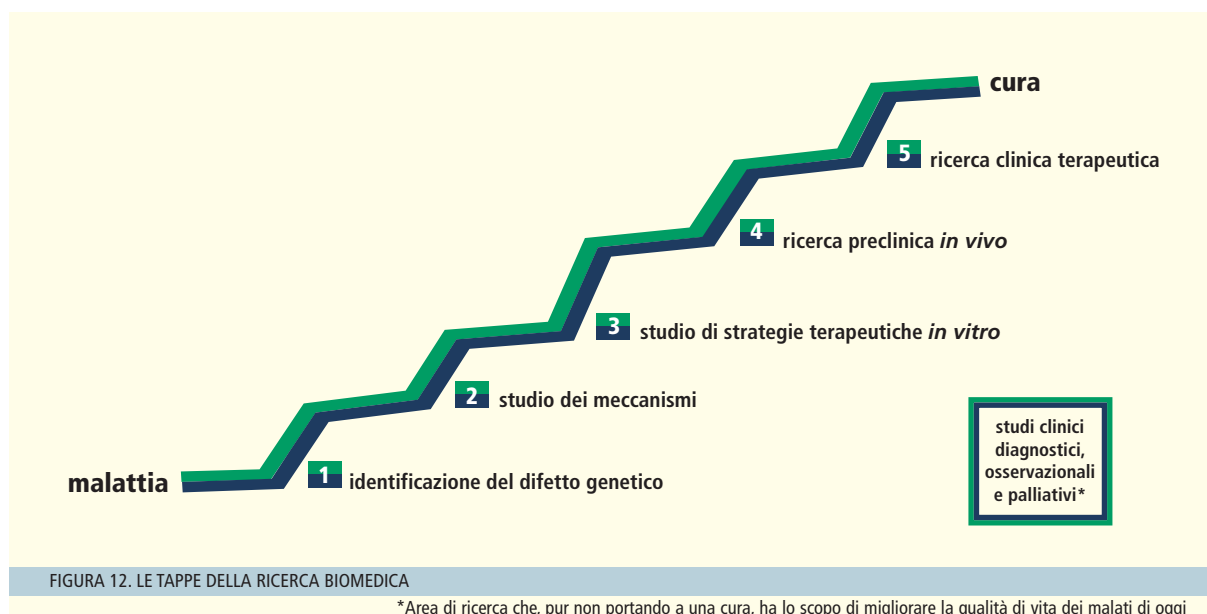 cura
5 ricerca clinica terapeutica
4 ricerca preclinica in vivo
3 studio di strategie terapeutiche in vitro
2 studio dei meccanismi
malattia
1 identificazione del difetto genetico
studi clinici
diagnostici,
osservazionali
e palliativi*
FIGURA 12. LE TAPPE DELLA RICERCA BIOMEDICA
*Area di ricerca che, pur non portando a una cura, ha lo scopo di migliorare la qualità di vita dei malati di oggi